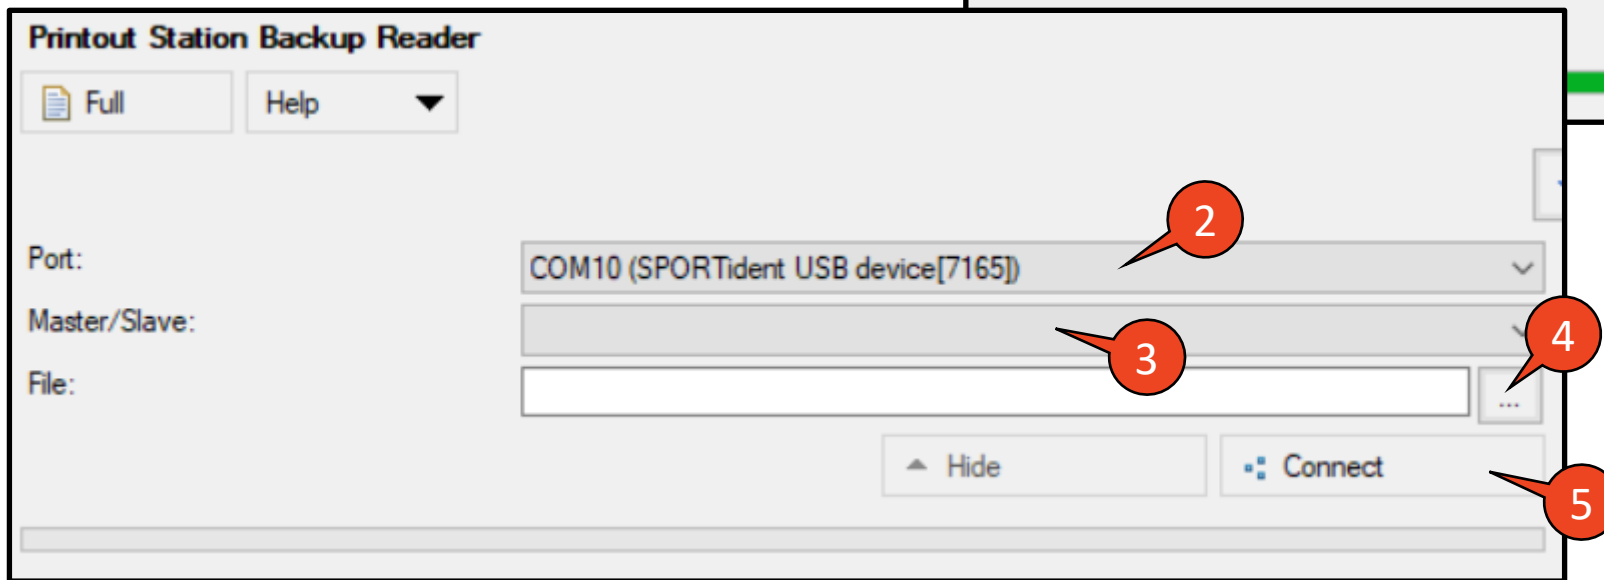 Printout Station Backup Reader
Full Help
2
Port: COM10 (SPORTident USB device[7165])
Master/Slave:
3
4
File: ...
Hide Connect
5